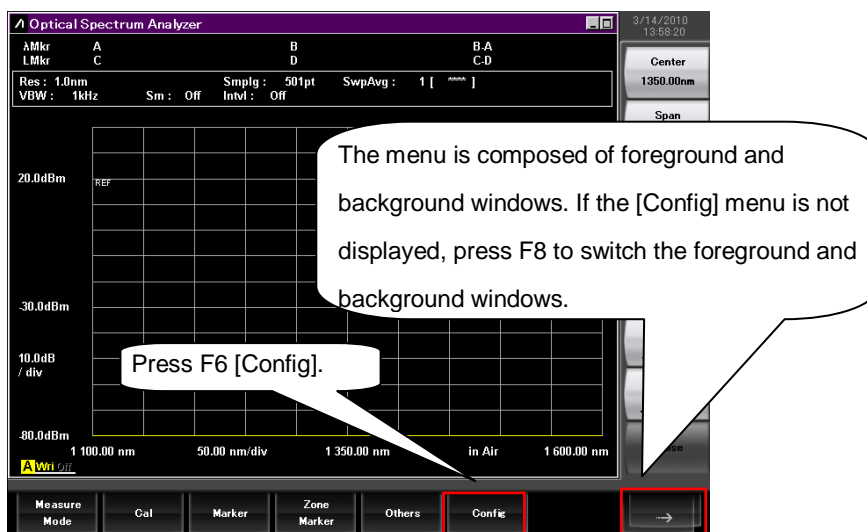 Optical Spectrum Analyzer
3/14/2010
13:58:20
λMkr A B B-A
LMkr C D C-D
Res : 1.0nm Smplg : 501pt SwpAvg : 1 [ **** ]
VBW : 1kHz Sm : Off Intvl : Off
Center
1350.00nm
Span
The menu is composed of foreground and
background windows. If the [Config] menu is not
displayed, press F8 to switch the foreground and
background windows.
20.0dBm
REF
-30.0dBm
10.0dB
/ div
Press F6 [Config].
-80.0dBm
1 100.00 nm 50.00 nm/div 1 350.00 nm in Air 1 600.00 nm
A Wri Off
Measure
Mode
Cal
Marker
Zone
Marker
Others
Config
→